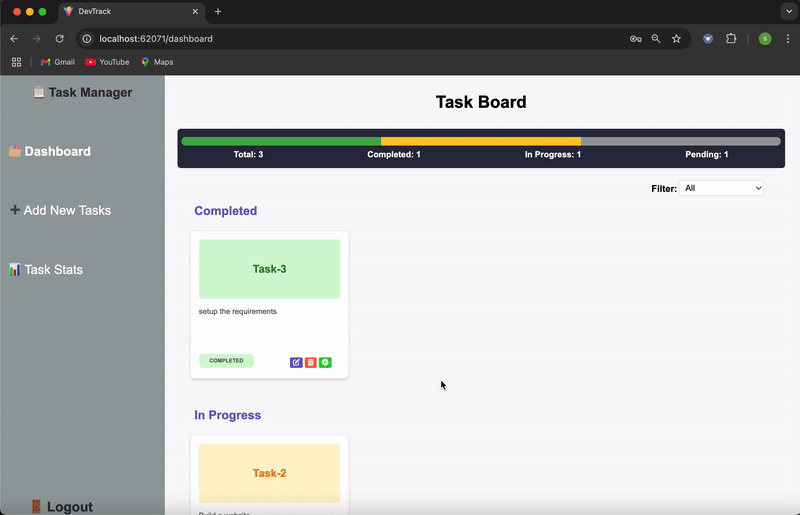 DevTrack
localhost:62071/dashboard
S
Gmail
YouTube
Maps
Task Manager
Dashboard
Add New Tasks
Task Stats
Logout
Task Board
Total: 3
Completed: 1
In Progress: 1
Pending: 1
Filter: All
Completed
Task-3
setup the requirements
COMPLETED
In Progress
Task-2
Build a website